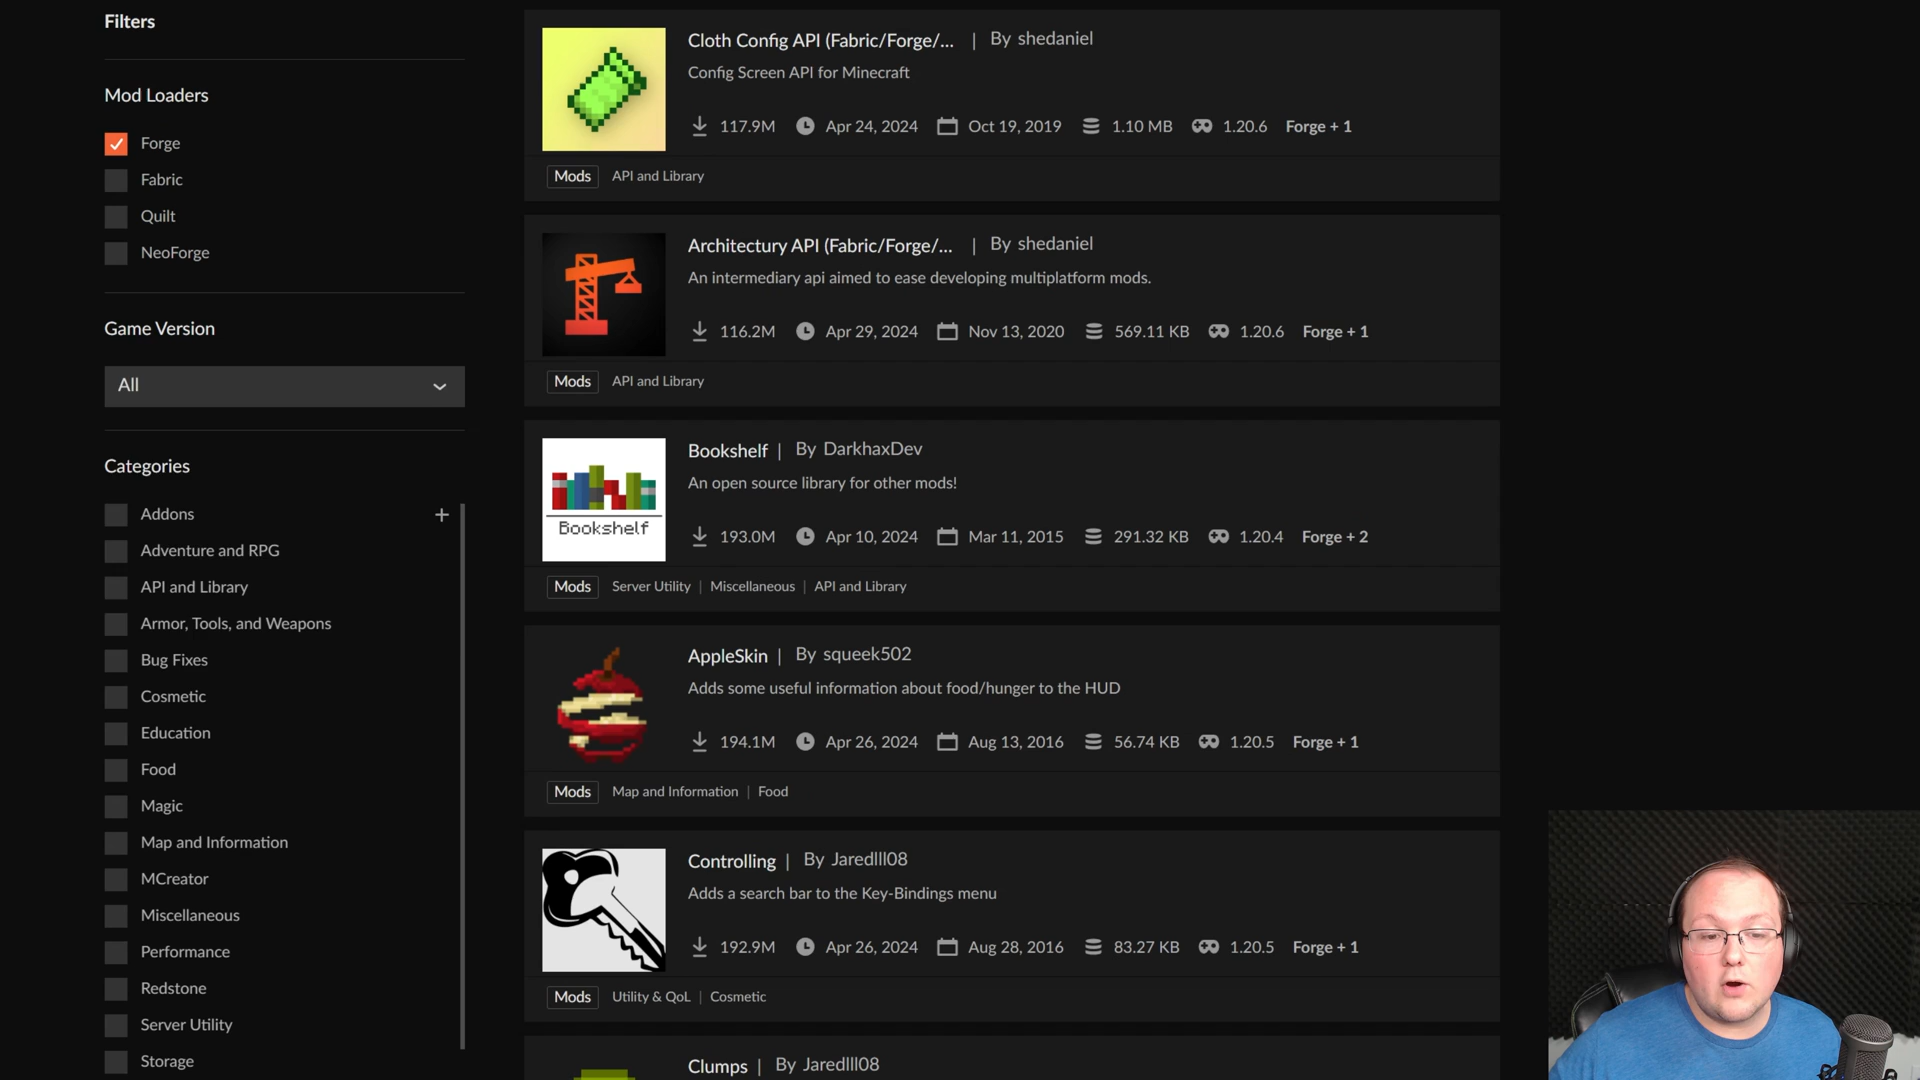 Filters
Mod Loaders
Forge
Fabric
Quilt
NeoForge
Game Version
All
Categories
Addons
Adventure and RPG
API and Library
Armor, Tools, and Weapons
Bug Fixes
Cosmetic
Education
Food
Magic
Map and Information
MCreator
Miscellaneous
Performance
Redstone
Server Utility
Storage
Cloth Config API (Fabric/Forge/... | By shedaniel
Config Screen API for Minecraft
117.9M Apr 24, 2024 Oct 19, 2019 1.10 MB 1.20.6 Forge + 1
Mods API and Library
Architectury API (Fabric/Forge/... | By shedaniel
An intermediary api aimed to ease developing multiplatform mods.
116.2M Apr 29, 2024 Nov 13, 2020 569.11 KB 1.20.6 Forge + 1
Mods API and Library
Bookshelf
Bookshelf | By DarkhaxDev
An open source library for other mods!
193.0M Apr 10, 2024 Mar 11, 2015 291.32 KB 1.20.4 Forge + 2
Mods Server Utility | Miscellaneous | API and Library
AppleSkin | By squeek502
Adds some useful information about food/hunger to the HUD
194.1M Apr 26, 2024 Aug 13, 2016 56.74 KB 1.20.5 Forge + 1
Mods Map and Information | Food
Controlling | By Jaredlll08
Adds a search bar to the Key-Bindings menu
192.9M Apr 26, 2024 Aug 28, 2016 83.27 KB 1.20.5 Forge + 1
Mods Utility & QoL | Cosmetic
Clumps | By Jaredlll08